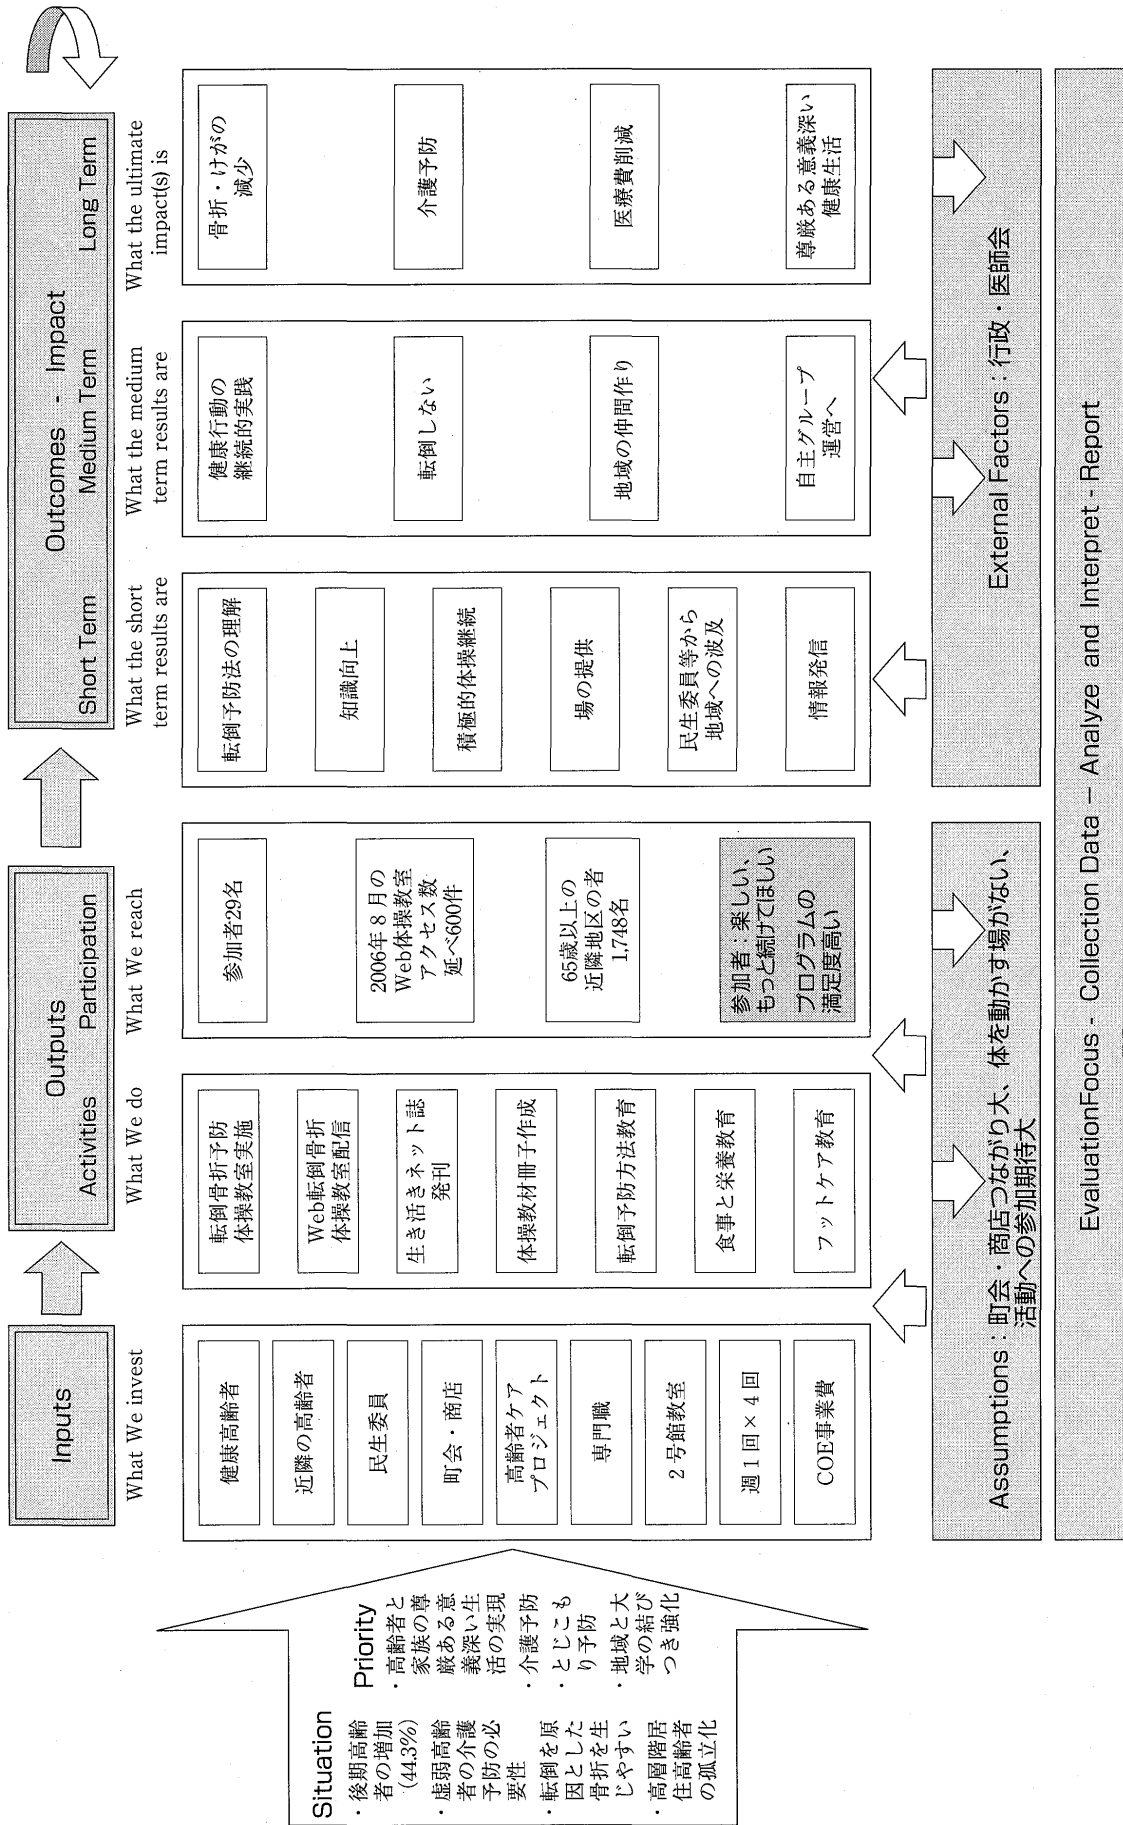 Situation
・後期高齢
者の増加
(44.3%)
・虚弱高齢
者の介護
予防の必
要性
・転倒を原
因とした
骨折を生
じやすい
・高層階居
住高齢者
の孤立化
Priority
・高齢者と
家族の尊
厳ある意
義深い生
活の実現
・介護予防
・とじこも
り予防
・地域と大
学の結び
つき強化
Inputs
What We invest
健康高齢者
近隣の高齢者
民生委員
町会・商店
高齢者ケア
プロジェクト
専門職
2号館教室
週1回×4回
COE事業費
Outputs
Activities Participation
What We do
転倒骨折予防
体操教室実施
Web転倒骨折
体操教室配信
生き活きネット誌
発刊
体操教材冊子作成
転倒予防方法教育
食事と栄養教育
フットケア教育
What We reach
参加者29名
2006年8月の
Web体操教室
アクセス数
延べ600件
65歳以上の
近隣地区の者
1,748名
参加者：楽しい、
もっと続けてほしい
プログラムの
満足度高い
Outcomes - Impact
Short Term Medium Term Long Term
What the short
term results are
転倒予防法の理解
知識向上
積極的体操継続
場の提供
民生委員等から
地域への波及
情報発信
What the medium
term results are
健康行動の
継続的実践
転倒しない
地域の仲間作り
自主グループ
運営へ
What the ultimate
impact(s) is
骨折・けがの
減少
介護予防
医療費削減
尊厳ある意義深い
健康生活
Assumptions：町会・商店つながり大、体を動かす場がない、
活動への参加期待大
External Factors：行政・医師会
EvaluationFocus - Collection Data – Analyze and Interpret - Report